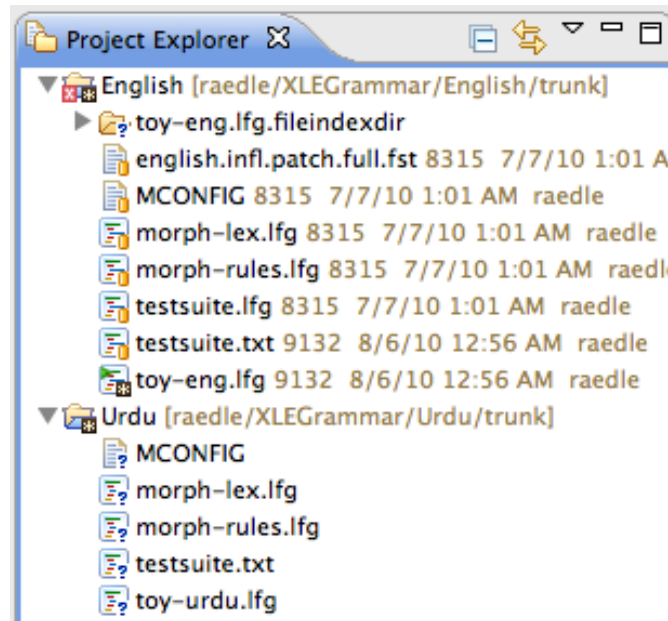 Project Explorer
English [raedle/XLEGrammar/English/trunk]
toy-eng.lfg.fileindexdir
english.infl.patch.full.fst 8315 7/7/10 1:01 A
MCONFIG 8315 7/7/10 1:01 AM raedle
morph-lex.lfg 8315 7/7/10 1:01 AM raedle
morph-rules.lfg 8315 7/7/10 1:01 AM raedl
testsuite.lfg 8315 7/7/10 1:01 AM raedle
testsuite.txt 9132 8/6/10 12:56 AM raedle
toy-eng.lfg 9132 8/6/10 12:56 AM raedle
Urdu [raedle/XLEGrammar/Urdu/trunk]
MCONFIG
morph-lex.lfg
morph-rules.lfg
testsuite.txt
toy-urdu.lfg